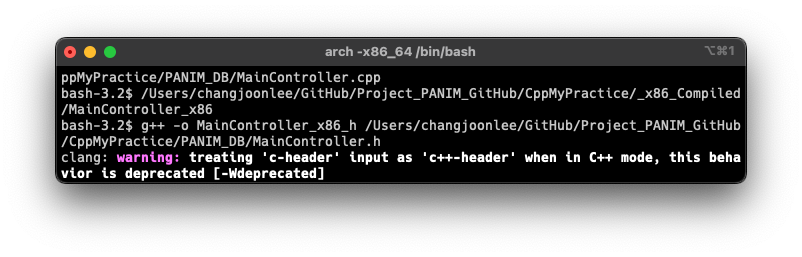 arch -x86_64 /bin/bash
⌥⌘1
ppMyPractice/PANIM_DB/MainController.cpp
bash-3.2$ /Users/changjoonlee/GitHub/Project_PANIM_GitHub/CppMyPractice/_x86_Compiled
/MainController_x86
bash-3.2$ g++ -o MainController_x86_h /Users/changjoonlee/GitHub/Project_PANIM_GitHub
/CppMyPractice/PANIM_DB/MainController.h
clang: warning: treating 'c-header' input as 'c++-header' when in C++ mode, this beha
vior is deprecated [-Wdeprecated]